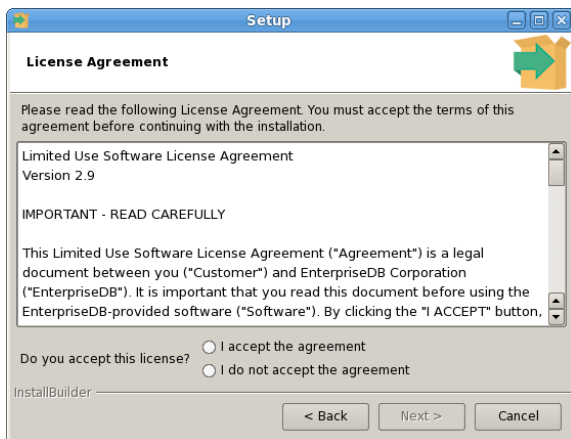 Setup
License Agreement
Please read the following License Agreement. You must accept the terms of this
agreement before continuing with the installation.
Limited Use Software License Agreement
Version 2.9
IMPORTANT - READ CAREFULLY
This Limited Use Software License Agreement ("Agreement") is a legal
document between you ("Customer") and EnterpriseDB Corporation
("EnterpriseDB"). It is important that you read this document before using the
EnterpriseDB-provided software ("Software"). By clicking the "I ACCEPT" button,
Do you accept this license?
I accept the agreement
I do not accept the agreement
InstallBuilder
< Back
Next >
Cancel